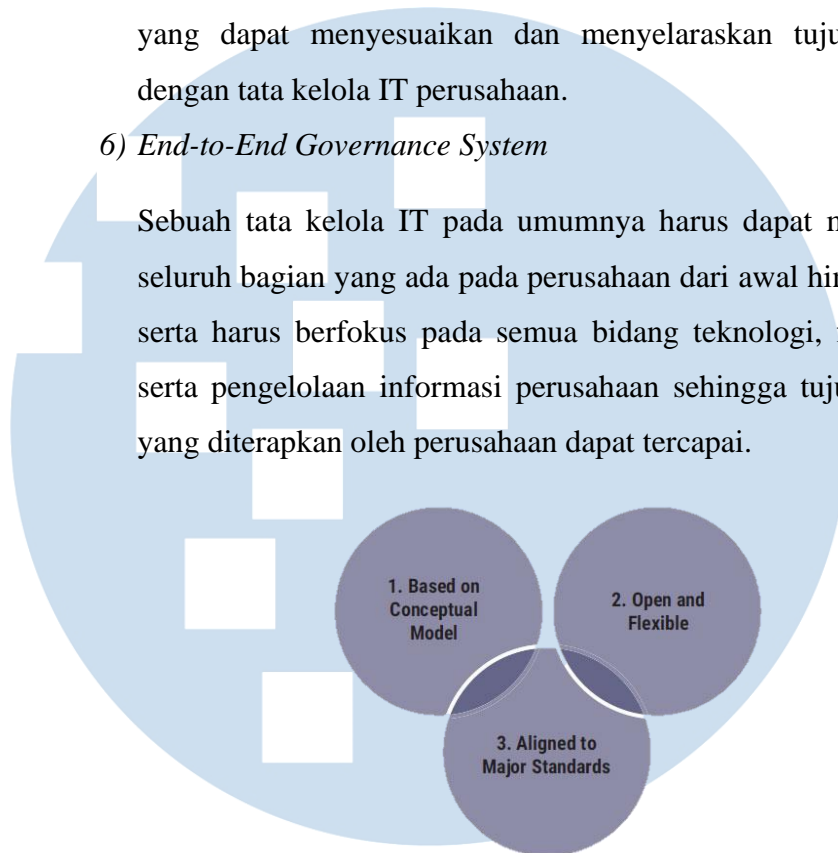 yang dapat menyesuaikan dan menyelaraskan
dengan tata kelola IT perusahaan.
6) End-to-End Governance System
Sebuah tata kelola IT pada umumnya harus dapat
seluruh bagian yang ada pada perusahaan dari awal
serta harus berfokus pada semua bidang teknologi,
serta pengelolaan informasi perusahaan sehingga
yang diterapkan oleh perusahaan dapat tercapai.
1. Based on
Conceptual
Model
2. Open and
Flexible
3. Aligned to
Major Standards